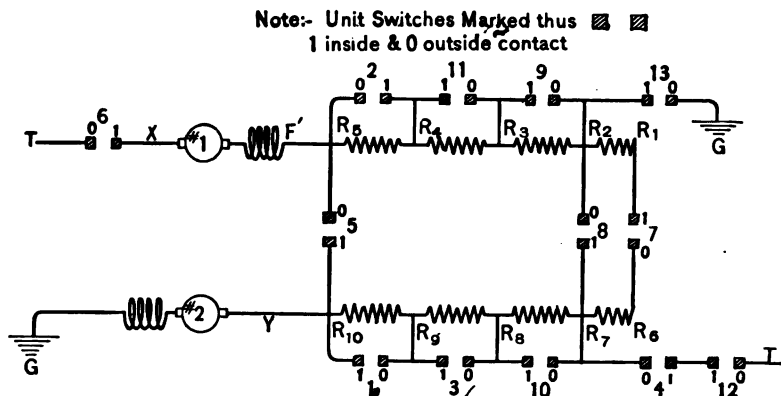 Note:- Unit Switches Marked thus
1 inside & 0 outside contact
2 11 9 13
0 1 1 0 1 0 1 0
6
0 1
T X #1 F' R5 R4 R3 R2 R1
G
0 5 1
0 8 1
1 7 0
#2 Y R10 R9 R8 R7 R6
G
T
1 0 1 0 1 0 0 1 1 0
3 10 4 12